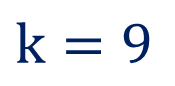 k = 9